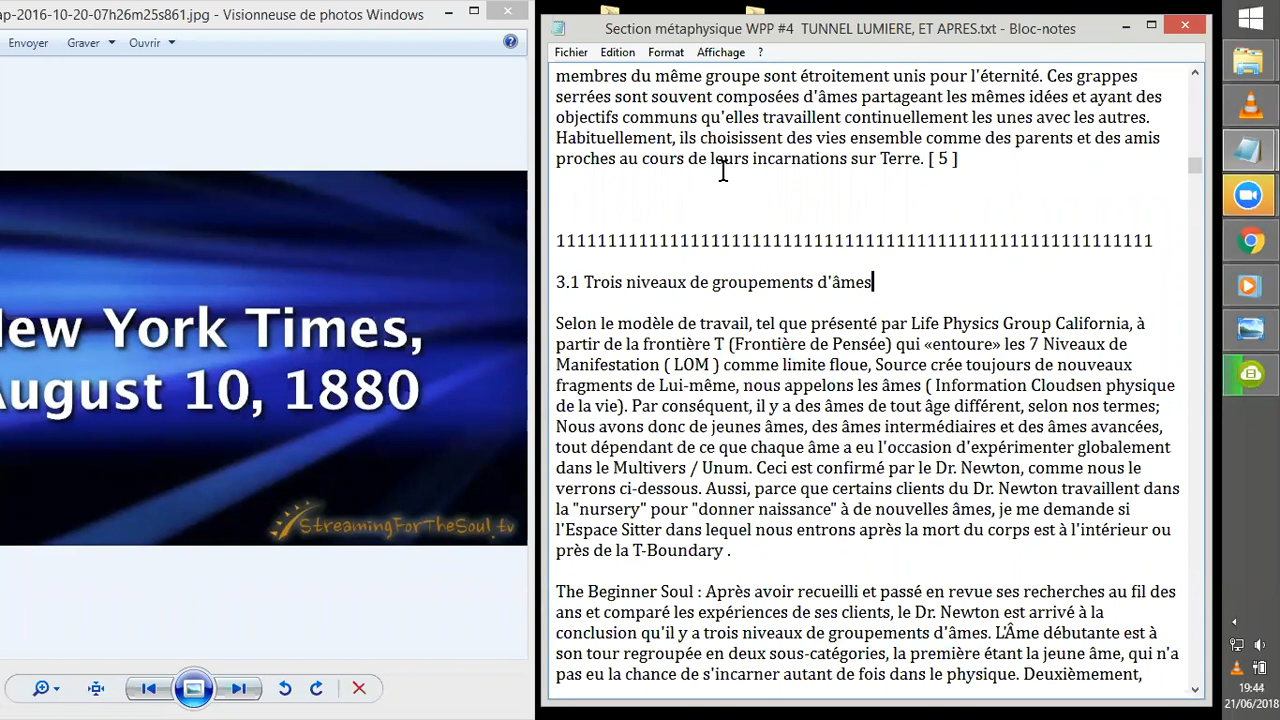 ap-2016.10-20-07h26m25s861.jpg - Visionneuse de photos Windows
Envoyer Graver Ouvrir
New York Times,
August 10, 1880
StreamingForTheSoul.tv
Section métaphysique WPP #4 TUNNEL LUMIERE, ET APRES.txt - Bloc-notes
Fichier Edition Format Affichage ?
membres du même groupe sont étroitement unis pour l'éternité. Ces grappes
serrées sont souvent composées d'âmes partageant les mêmes idées et ayant des
objectifs communs qu'elles travaillent continuellement les unes avec les autres.
Habituellement, ils choisissent des vies ensemble comme des parents et des amis
proches au cours de leurs incarnations sur Terre. [ 5 ]
1111111111111111111111111111111111111111111111111111111111
3.1 Trois niveaux de groupements d'âmes
Selon le modèle de travail, tel que présenté par Life Physics Group California, à
partir de la frontière T (Frontière de Pensée) qui «entoure» les 7 Niveaux de
Manifestation ( LOM ) comme limite floue, Source crée toujours de nouveaux
fragments de Lui-même, nous appelons les âmes ( Information Cloudsen physique
de la vie). Par conséquent, il y a des âmes de tout âge différent, selon nos termes;
Nous avons donc de jeunes âmes, des âmes intermédiaires et des âmes avancées,
tout dépendant de ce que chaque âme a eu l'occasion d'expérimenter globalement
dans le Multivers / Unum. Ceci est confirmé par le Dr. Newton, comme nous le
verrons ci-dessous. Aussi, parce que certains clients du Dr. Newton travaillent dans
la "nursery" pour "donner naissance" à de nouvelles âmes, je me demande si
l'Espace Sitter dans lequel nous entrons après la mort du corps est à l'intérieur ou
près de la T-Boundary .
The Beginner Soul : Après avoir recueilli et passé en revue ses recherches au fil des
ans et comparé les expériences de ses clients, le Dr. Newton est arrivé à la
conclusion qu'il y a trois niveaux de groupements d'âmes. L'Âme débutante est à
son tour regroupée en deux sous-catégories, la première étant la jeune âme, qui n'a
pas eu la chance de s'incarner autant de fois dans le physique. Deuxièmement,
19:44
21/06/2018